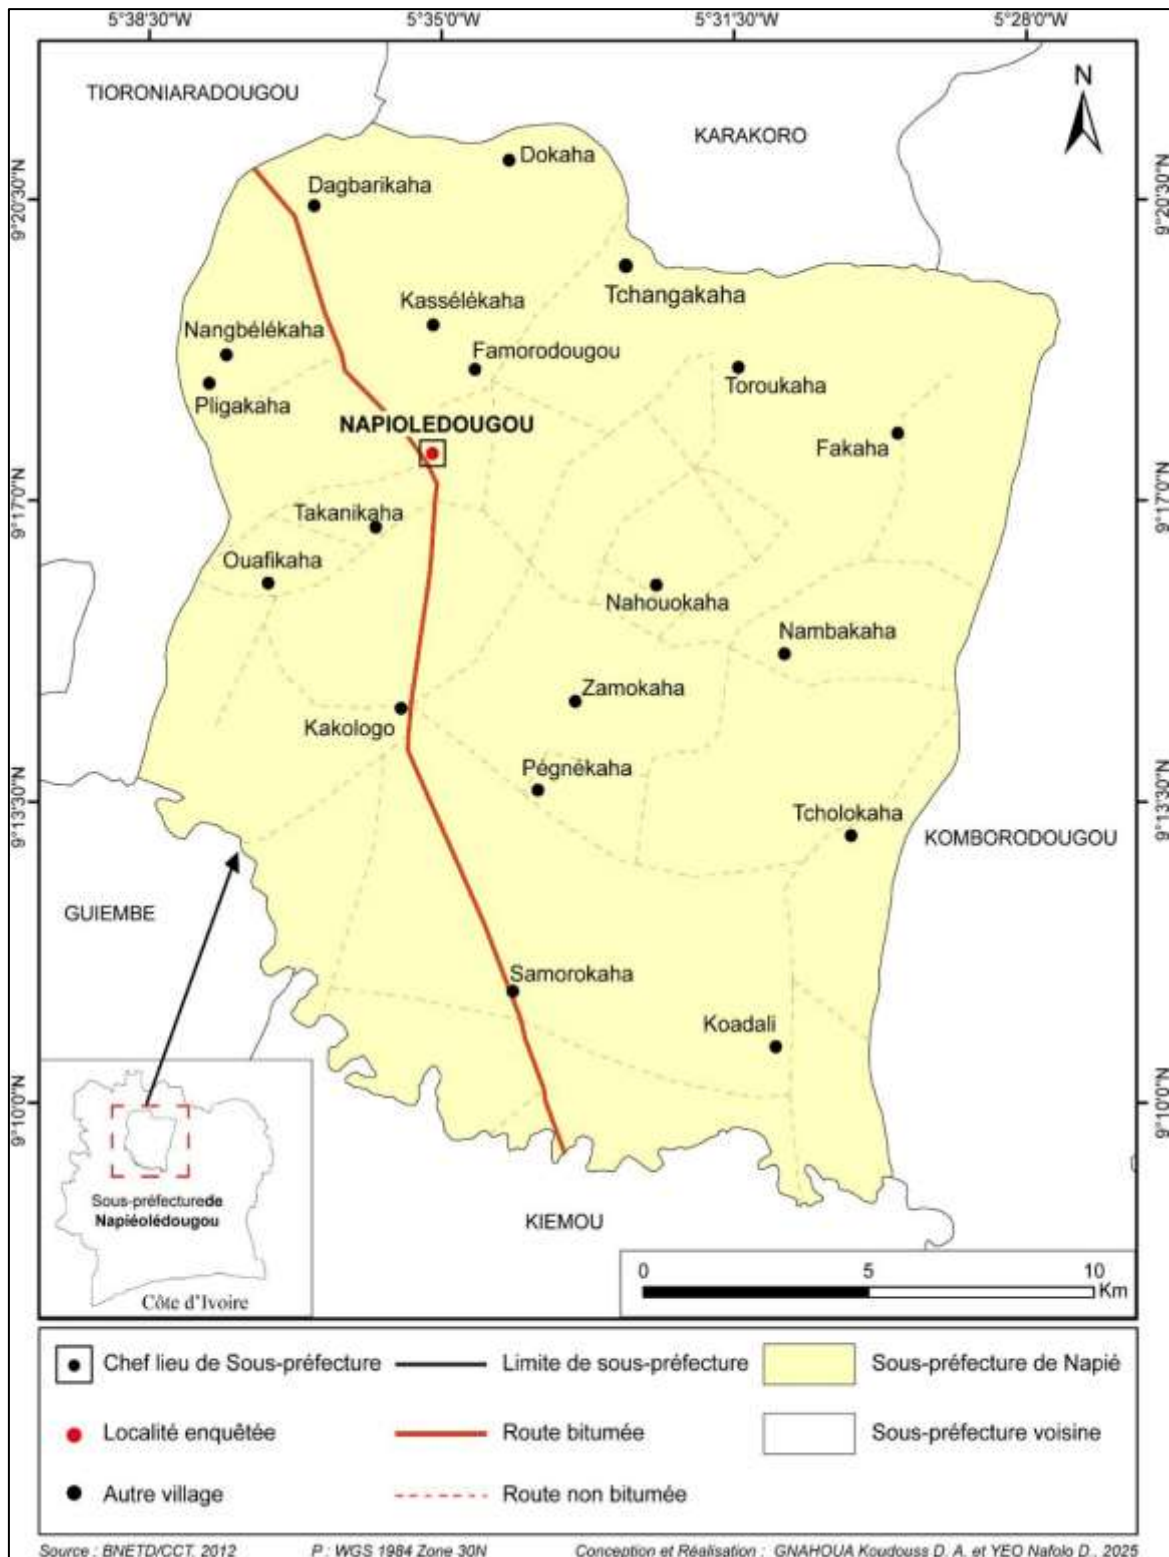 5°38'30"W 5°35'0"W 5°31'30"W 5°28'0"W
TIORONIARADOUGOU
N
KARAKORO
Dokaha
Dagbarikaha
9°20'30"N
9°20'30"N
Tchangakaha
Kassélékaha
Nangbélékaha
Famorodougou
Toroukaha
Pligakaha
NAPIOLEDOUGOU
Fakaha
9°17'0"N
9°17'0"N
Takanikaha
Ouafikaha
Nahouokaha
Nambakaha
Zamokaha
Kakologo
Pégnékaha
9°13'30"N
9°13'30"N
Tcholokaha
KOMBORODOUGOU
GUIEMBE
Samorokaha
Koadali
9°10'0"N
9°10'0"N
Sous-préfecturede
Napiéolédougou
KIEMOU
0 5 10
Km
Côte d'Ivoire
Chef lieu de Sous-préfecture Limite de sous-préfecture Sous-préfecture de Napié
Localité enquêtée Route bitumée Sous-préfecture voisine
Autre village Route non bitumée
Source : BNETD/CCT, 2012 P : WGS 1984 Zone 30N Conception et Réalisation : GNAHOUA Koudouss D. A. et YEO Nafolo D., 2025